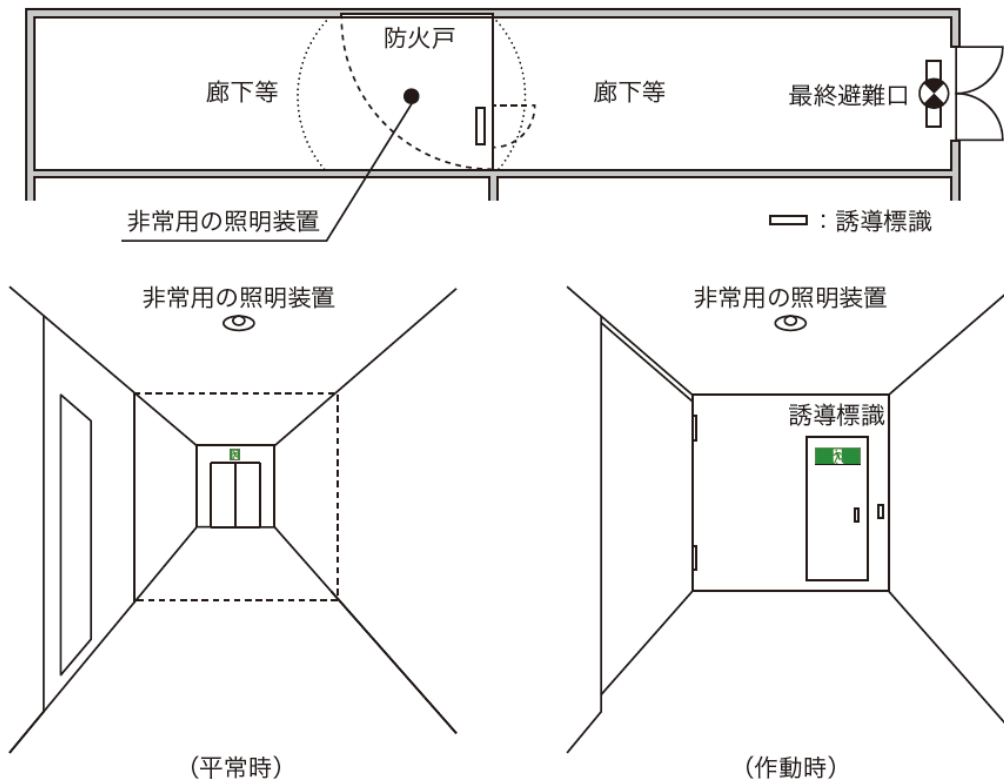 防火戸
廊下等
廊下等
最終避難口
非常用の照明装置
：誘導標識
非常用の照明装置
非常用の照明装置
誘導標識
（平常時）
（作動時）